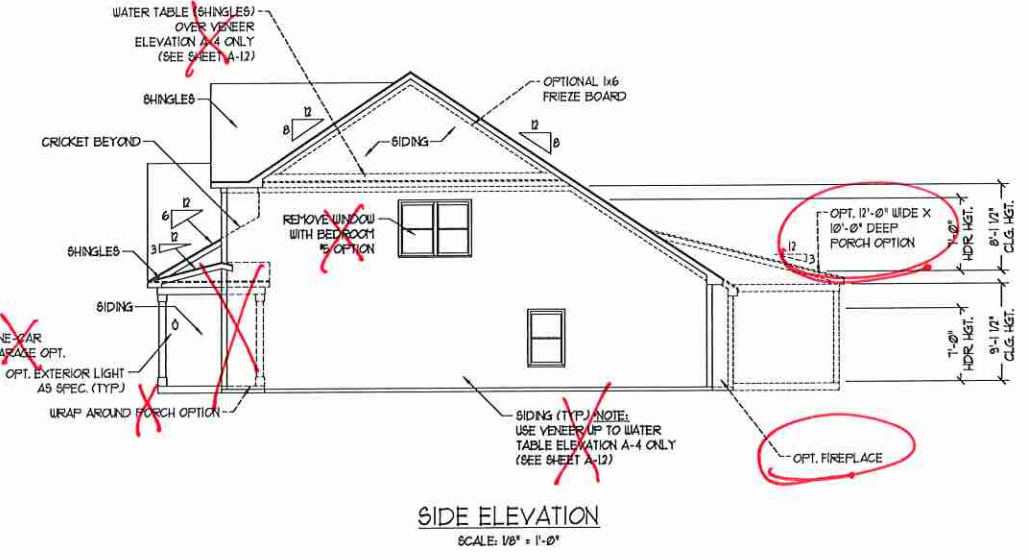 WATER TABLE (SHINGLES)
OVER VENEER
ELEVATION A-4 ONLY
(SEE SHEET A-12)
SHINGLES
CRICKET BEYOND
12
8
SIDING
OPTIONAL 1x6
FRIEZE BOARD
12
8
6
12
3
12
SHINGLES
REMOVE WINDOW
WITH BEDROOM
#5 OPTION
OPT. 12'-0" WIDE X
10'-0" DEEP
PORCH OPTION
12
3
7'-0"
HDR. HGT.
8'-1 1/2"
CLG. HGT.
SIDING
NE-CAR
ARAGE OPT.
OPT. EXTERIOR LIGHT
AS SPEC. (TYP.)
WRAP AROUND PORCH OPTION
7'-0"
HDR. HGT.
9'-1 1/2"
CLG. HGT.
SIDING (TYP.) NOTE:
USE VENEER UP TO WATER
TABLE ELEVATION A-4 ONLY
(SEE SHEET A-12)
OPT. FIREPLACE
SIDE ELEVATION
SCALE: 1/8" = 1'-0"